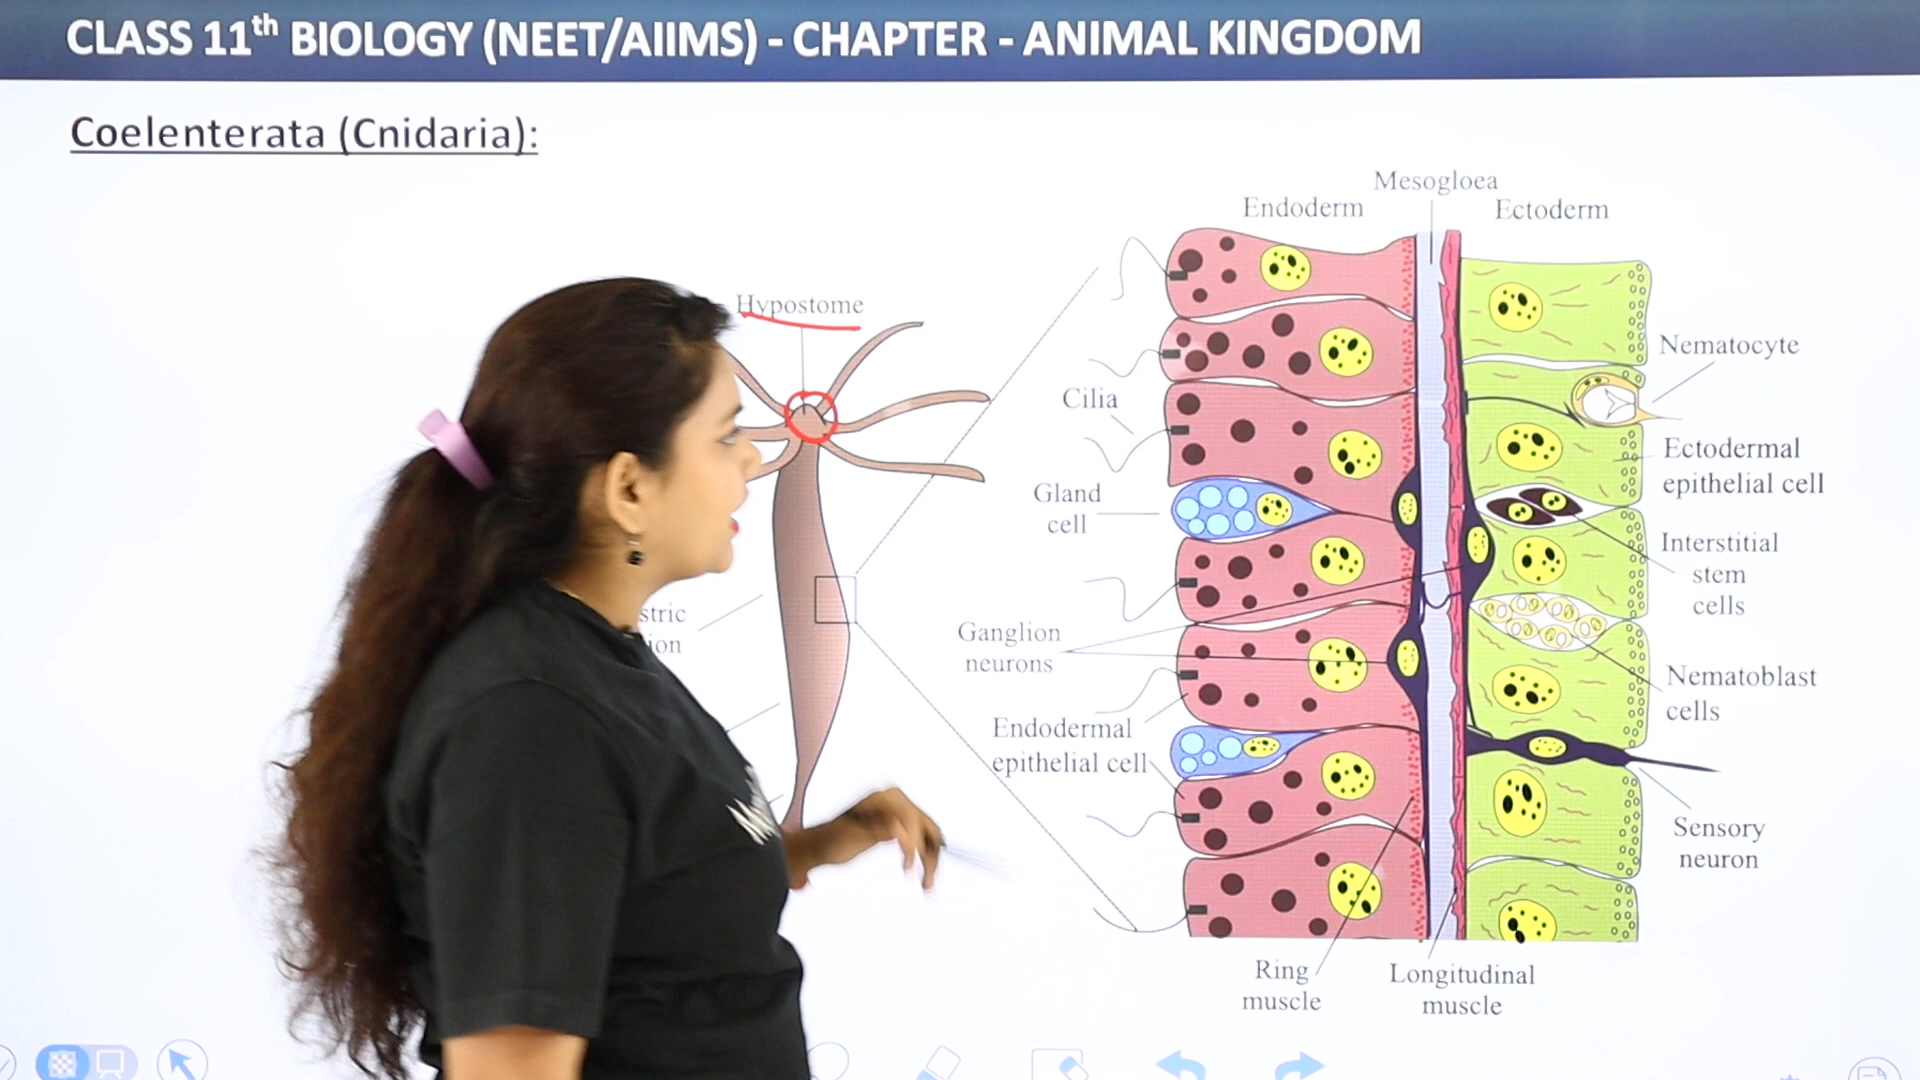 CLASS 11th BIOLOGY (NEET/AIIMS) - CHAPTER - ANIMAL KINGDOM
Coelenterata (Cnidaria):
Hypostome
Mesogloea
Endoderm
Ectoderm
Cilia
Gland
cell
Ganglion
neurons
Endodermal
epithelial cell
Ring
muscle
Longitudinal
muscle
Nematocyte
Ectodermal
epithelial cell
Interstitial
stem
cells
Nematoblast
cells
Sensory
neuron